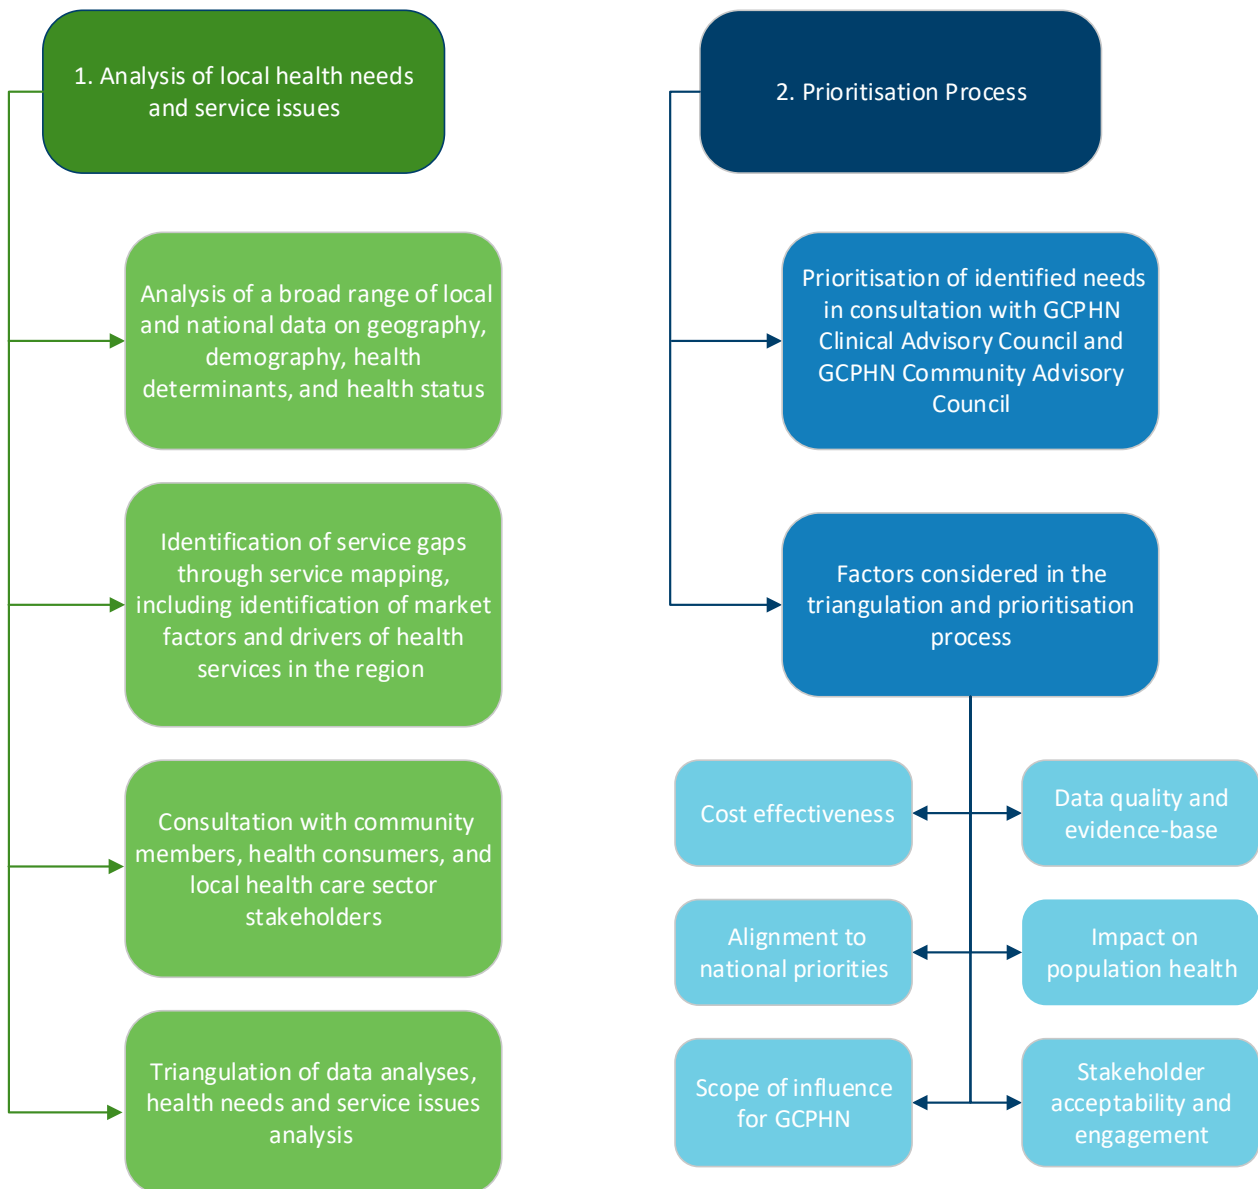 1. Analysis of local health needs
and service issues
Analysis of a broad range of local
and national data on geography,
demography, health
determinants, and health status
Identification of service gaps
through service mapping,
including identification of market
factors and drivers of health
services in the region
Consultation with community
members, health consumers, and
local health care sector
stakeholders
Triangulation of data analyses,
health needs and service issues
analysis
2. Prioritisation Process
Prioritisation of identified needs
in consultation with GCPHN
Clinical Advisory Council and
GCPHN Community Advisory
Council
Factors considered in the
triangulation and prioritisation
process
Cost effectiveness
Data quality and
evidence-base
Alignment to
national priorities
Impact on
population health
Scope of influence
for GCPHN
Stakeholder
acceptability and
engagement